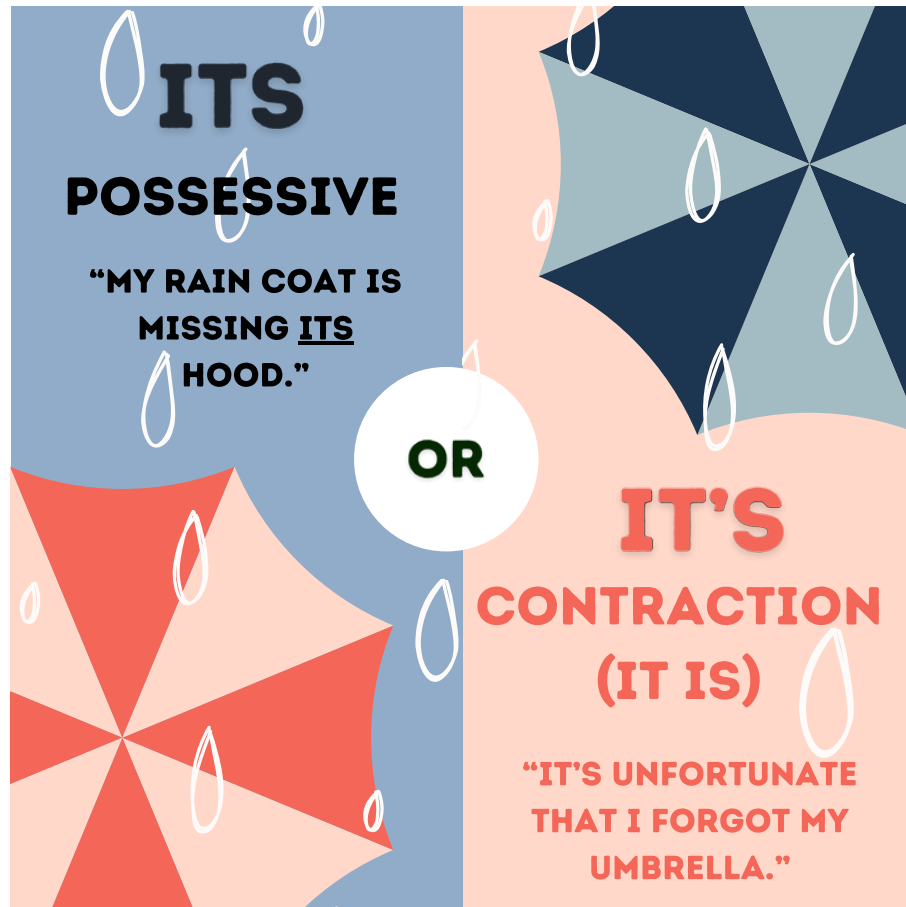 ITS
POSSESSIVE
“MY RAIN COAT IS
MISSING ITS
HOOD.”
OR
IT’S
CONTRACTION
(IT IS)
“IT’S UNFORTUNATE
THAT I FORGOT MY
UMBRELLA.”